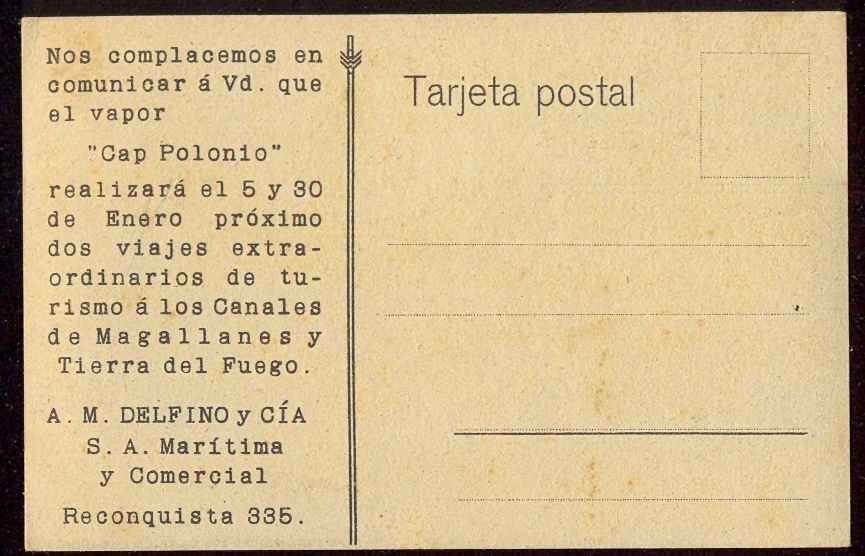 Nos complacemos en
comunicar á Vd. que
el vapor
"Cap Polonio"
realizará el 5 y 30
de Enero próximo
dos viajes extra-
ordinarios de tu-
rismo á los Canales
de Magallanes y
Tierra del Fuego.
A. M. DELFINO y CÍA
S. A. Marítima
y Comercial
Reconquista 335.
Tarjeta postal